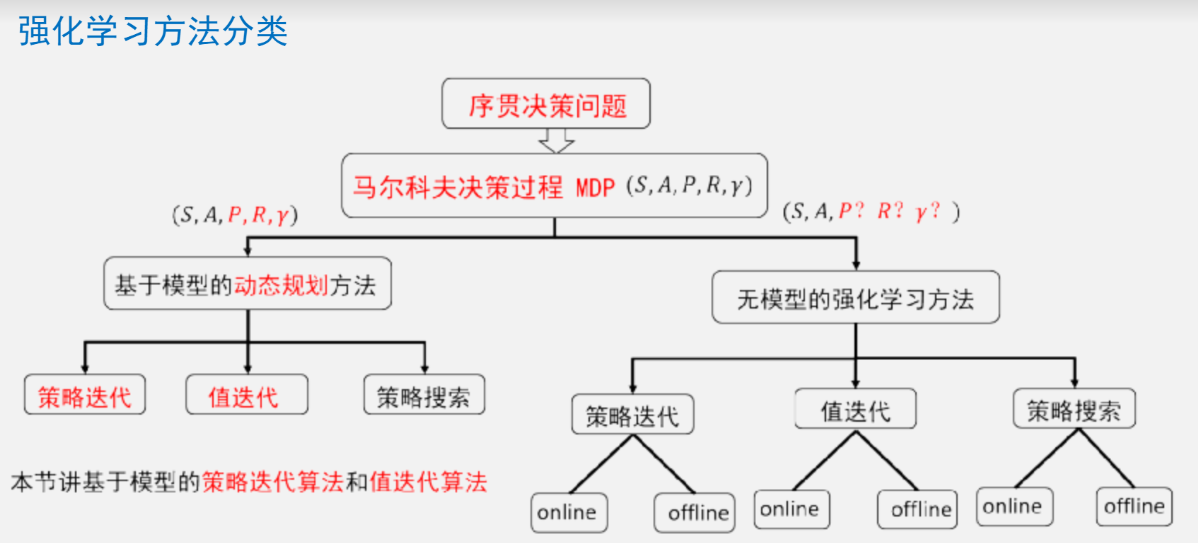 强化学习方法分类
序贯决策问题
马尔科夫决策过程 MDP (S,A,P,R,γ)
(S,A,P,R,γ)
(S,A,P? R? γ? )
基于模型的动态规划方法
无模型的强化学习方法
策略迭代
值迭代
策略搜索
策略迭代
值迭代
策略搜索
本节讲基于模型的策略迭代算法和值迭代算法
online
offline
online
offline
online
offline